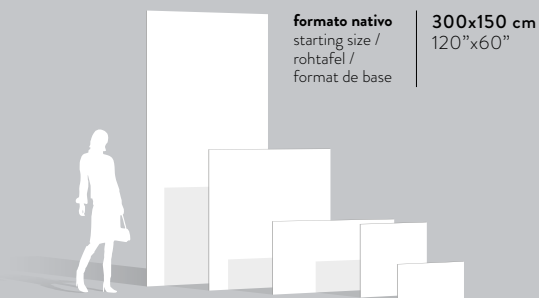 formato nativo
starting size /
rohtafel /
format de base
300x150 cm
120”x60”